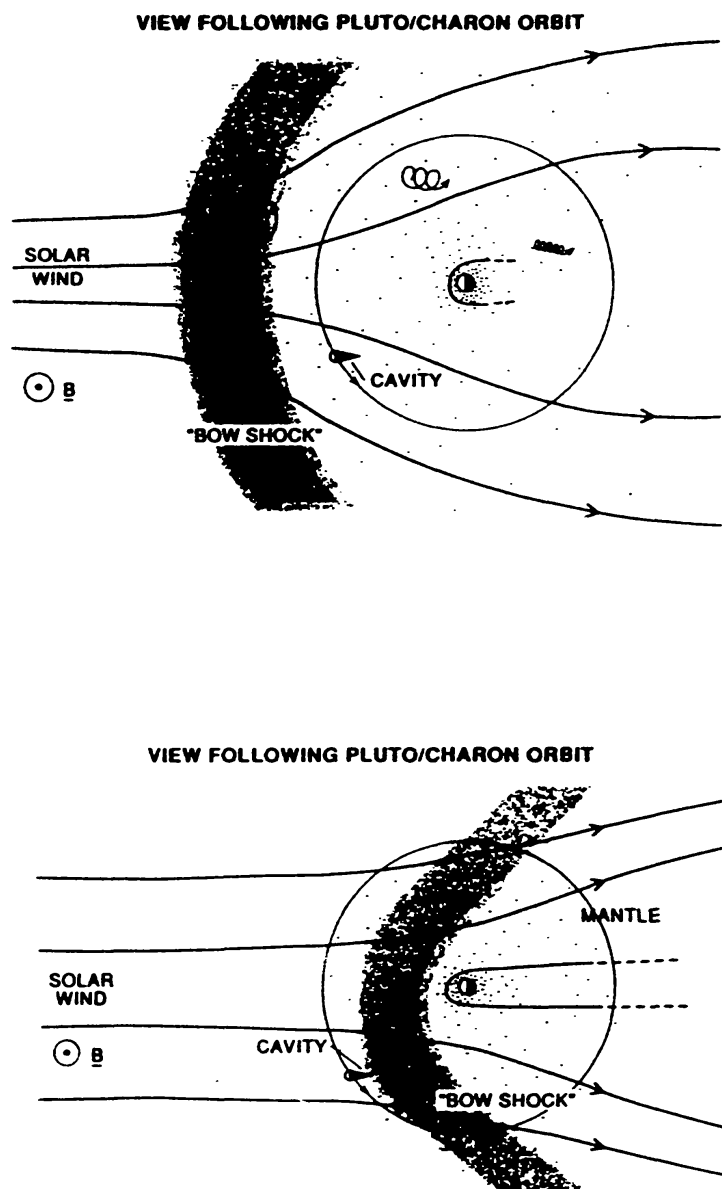 VIEW FOLLOWING PLUTO/CHARON ORBIT
SOLAR
WIND
B
CAVITY
"BOW SHOCK"
VIEW FOLLOWING PLUTO/CHARON ORBIT
MANTLE
SOLAR
WIND
B
CAVITY
"BOW SHOCK"